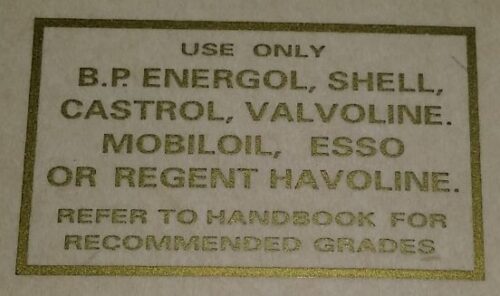 USE ONLY
B.P. ENERGOL, SHELL,
CASTROL, VALVOLINE.
MOBILOIL, ESSO
OR REGENT HAVOLINE.
REFER TO HANDBOOK FOR
RECOMMENDED GRADES